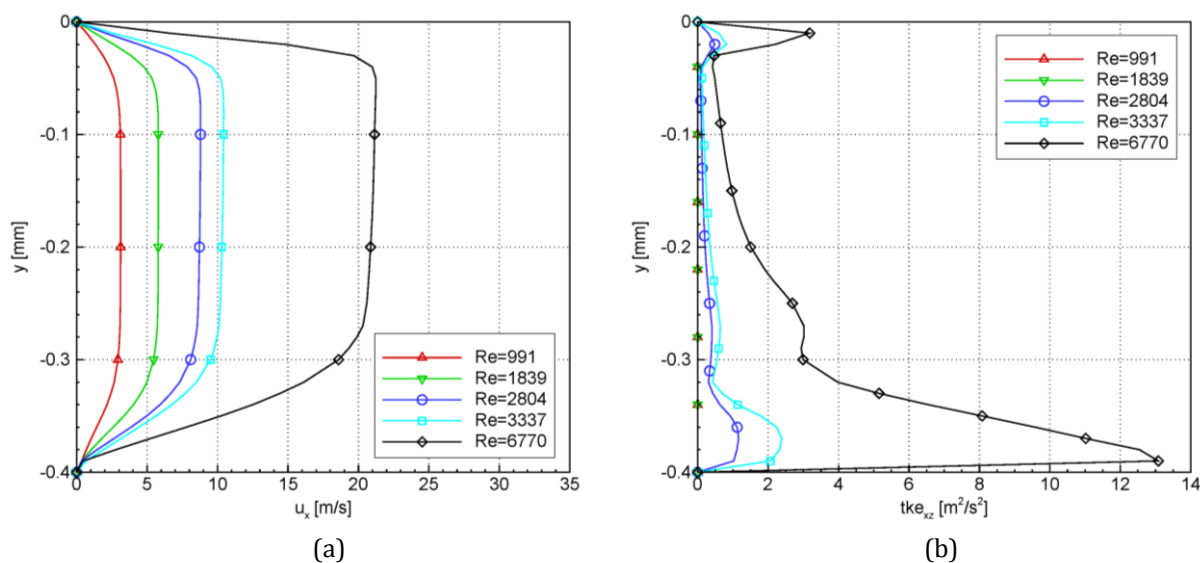 0
-0.1
-0.2
-0.3
-0.4
y [mm]
0 5 10 15 20 25 30 35
u_x [m/s]
Re=991
Re=1839
Re=2804
Re=3337
Re=6770
(a)
0
-0.1
-0.2
-0.3
-0.4
y [mm]
0 2 4 6 8 10 12 14
tke_xz [m²/s²]
Re=991
Re=1839
Re=2804
Re=3337
Re=6770
(b)